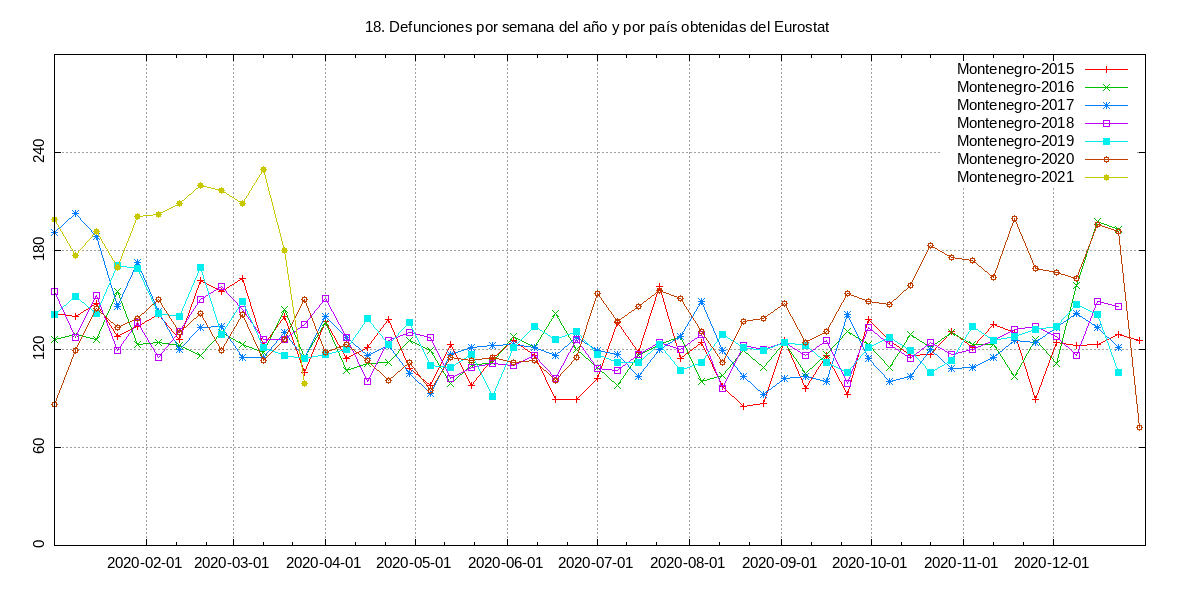 18. Defunciones por semana del año y por país obtenidas del Eurostat
Montenegro-2015
Montenegro-2016
Montenegro-2017
Montenegro-2018
Montenegro-2019
Montenegro-2020
Montenegro-2021
240
180
120
60
0
2020-02-01 2020-03-01 2020-04-01 2020-05-01 2020-06-01 2020-07-01 2020-08-01 2020-09-01 2020-10-01 2020-11-01 2020-12-01